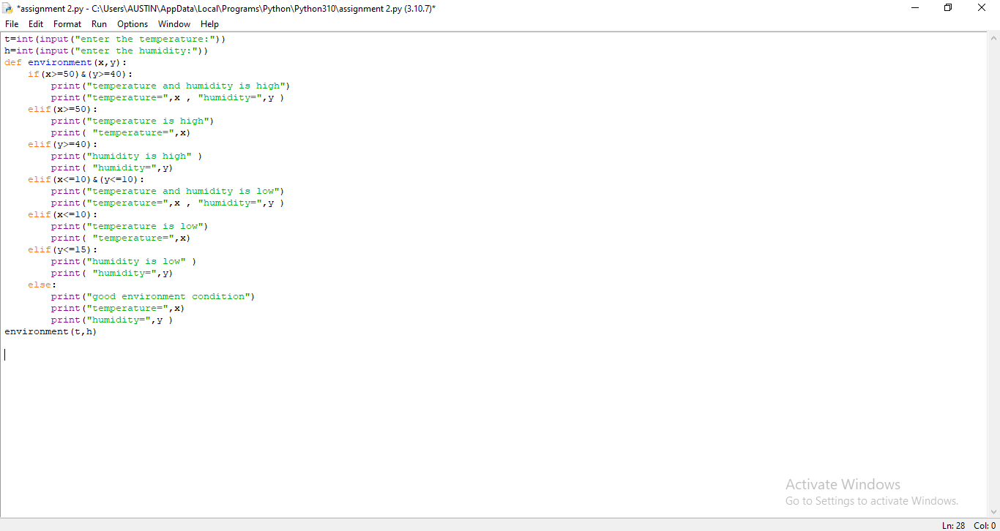 *assignment 2.py - C:\Users\AUSTIN\AppData\Local\Programs\Python\Python310\assignment 2.py (3.10.7)*
File Edit Format Run Options Window Help
t=int(input("enter the temperature:"))
h=int(input("enter the humidity:"))
def environment(x,y):
    if(x>=50)&(y>=40):
        print("temperature and humidity is high")
        print("temperature=",x , "humidity=",y )
    elif(x>=50):
        print("temperature is high")
        print( "temperature=",x)
    elif(y>=40):
        print("humidity is high" )
        print( "humidity=",y)
    elif(x<=10)&(y<=10):
        print("temperature and humidity is low")
        print("temperature=",x , "humidity=",y )
    elif(x<=10):
        print("temperature is low")
        print( "temperature=",x)
    elif(y<=15):
        print("humidity is low" )
        print( "humidity=",y)
    else:
        print("good environment condition")
        print("temperature=",x)
        print("humidity=",y )
environment(t,h)
Activate Windows
Go to Settings to activate Windows.
Ln: 28 Col: 0